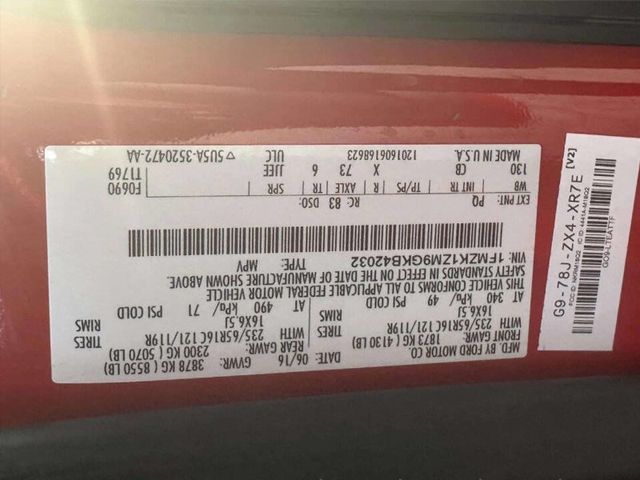 MFD. BY FORD MOTOR CO.
DATE: 06/16 GVWR: 3878 KG ( 8550 LB)
FRONT GAWR: REAR GAWR:
1873 KG ( 4130 LB) 2300 KG ( 5070 LB)
WITH 235/65R16C 121/119R TIRES WITH 235/65R16C 121/119R TIRES
16X6.5J RIMS 16X6.5J RIMS
AT 340 kPa/ 49 PSI COLD AT 490 kPa/ 71 PSI COLD
THIS VEHICLE CONFORMS TO ALL APPLICABLE FEDERAL MOTOR VEHICLE
SAFETY STANDARDS IN EFFECT ON THE DATE OF MANUFACTURE SHOWN ABOVE.
VIN: 1FMZK1ZM9GKB42032 TYPE: MPV
F0690
T1769
EXT PNT: PQ RC: 83 DSO:
WB INT TR TP/PS AXLE TR SPR
130 CB X 73 6 JJEE
MADE IN U.S.A. 1201606168623 ULC ▽5U5A-3520472-AA
G9-78J-ZX4-XR7E [V2]
GO9-LTEATTF